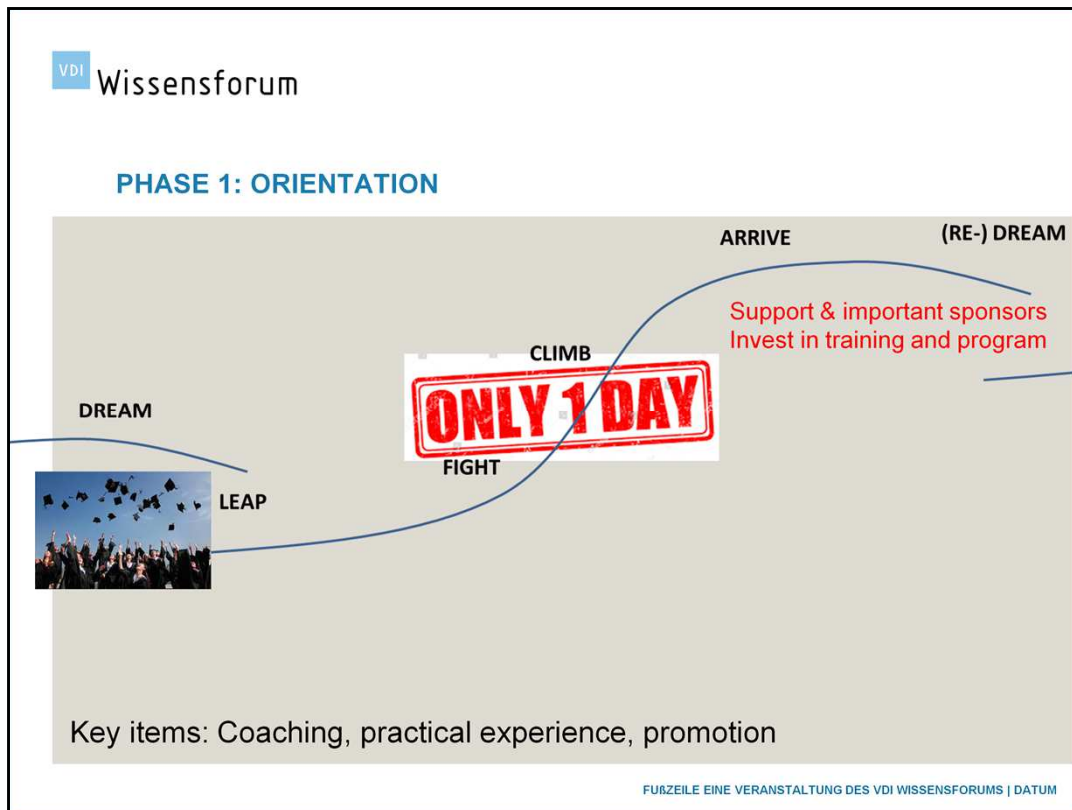 VDI
Wissensforum
PHASE 1: ORIENTATION
ARRIVE
(RE-) DREAM
Support & important sponsors
Invest in training and program
CLIMB
ONLY 1 DAY
DREAM
FIGHT
LEAP
Key items: Coaching, practical experience, promotion
FUßZEILE EINE VERANSTALTUNG DES VDI WISSENSFORUMS | DATUM